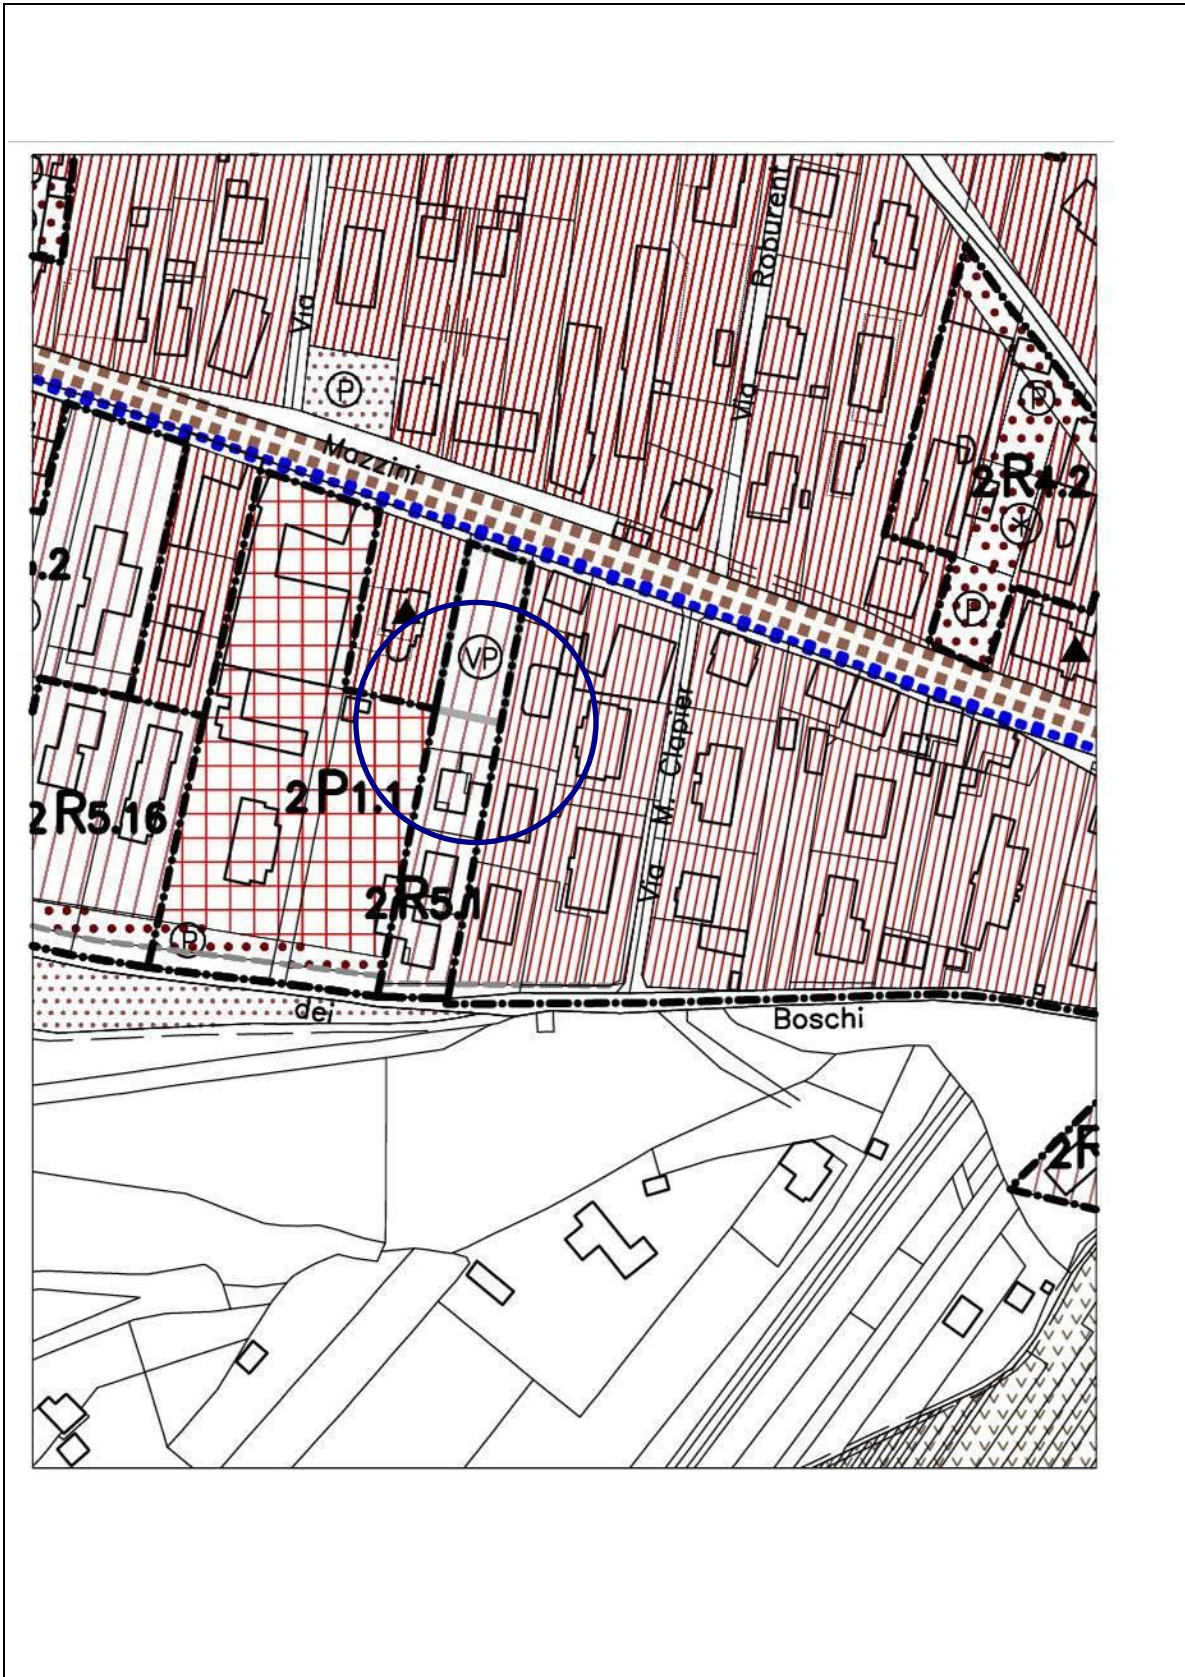 Via
Roburent
Via
P
P
Mazzini
D
2R4.2
D
.2
P
VP
Clapier
M.
Via
2P1.1
2R5.16
2R5.1
P
dei
Boschi
2R